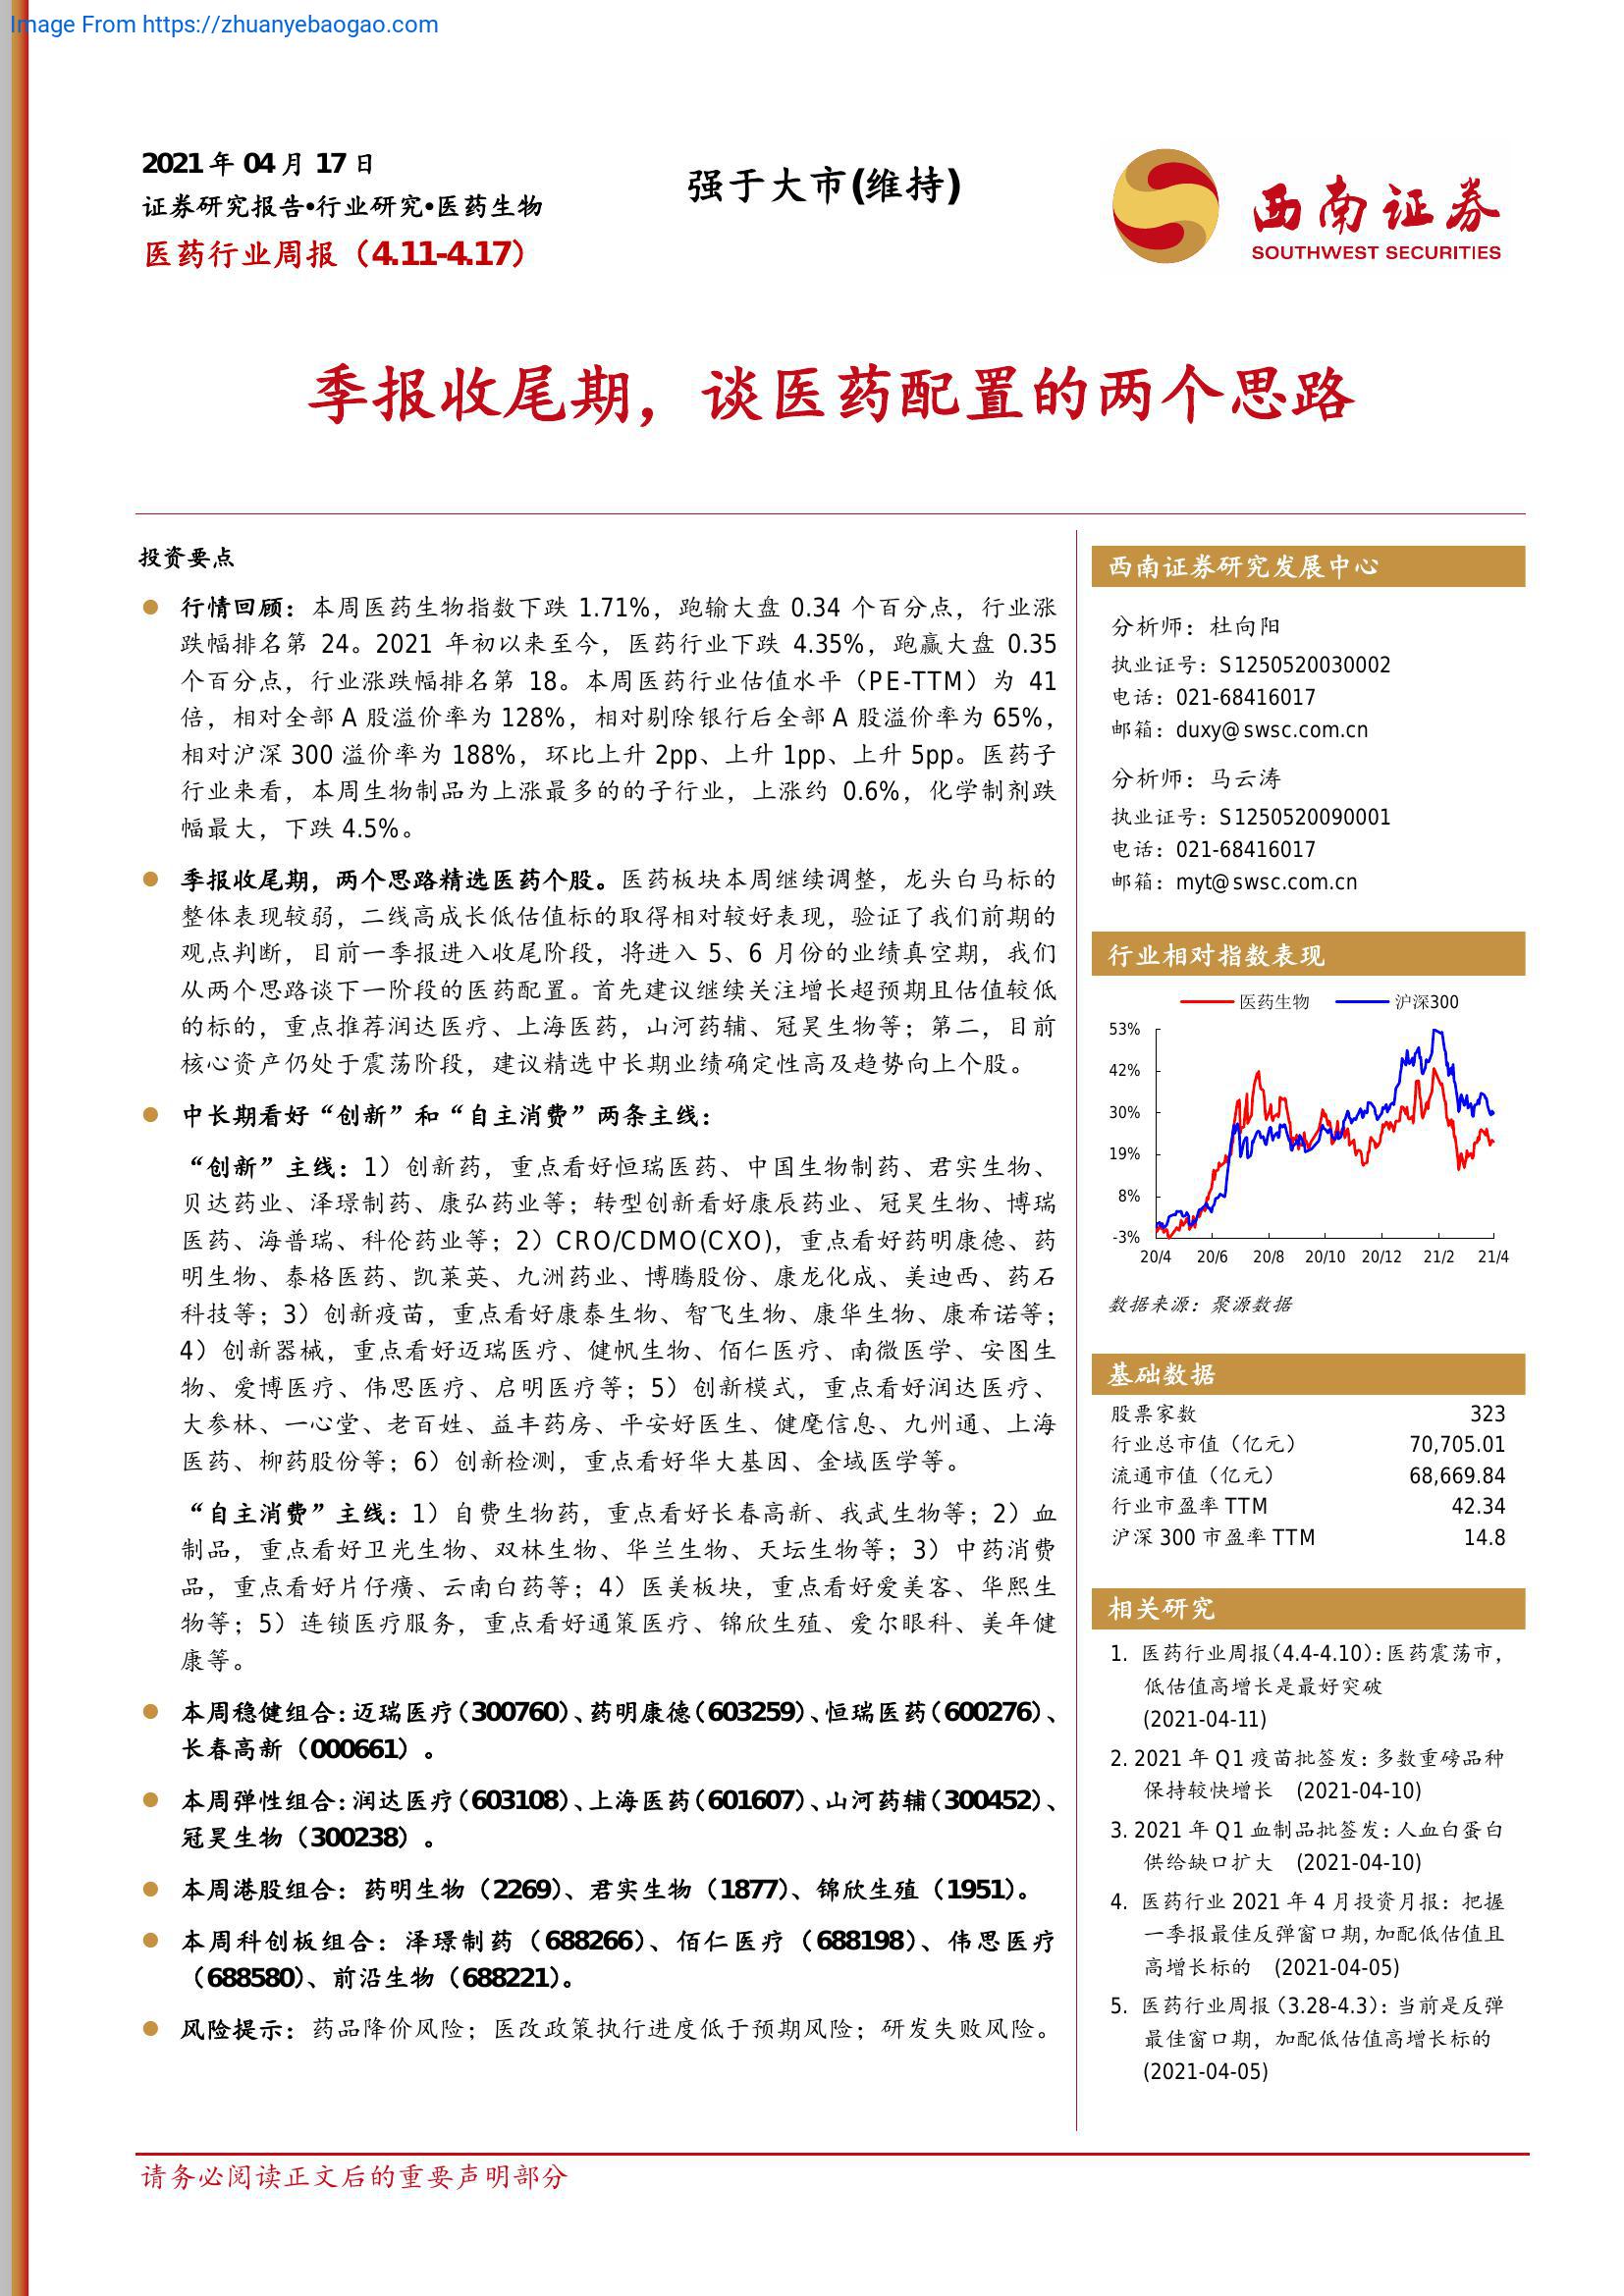 Image From https://zhuanyebaogao.com
2021 年 04 月 17 日
证券研究报告•行业研究•医药生物
医药行业周报（4.11-4.17）
强于大市(维持)
西南证券
SOUTHWEST SECURITIES
季报收尾期，谈医药配置的两个思路
投资要点
行情回顾：本周医药生物指数下跌 1.71%，跑输大盘 0.34 个百分点，行业涨
跌幅排名第 24。2021 年初以来至今，医药行业下跌 4.35%，跑赢大盘 0.35
个百分点，行业涨跌幅排名第 18。本周医药行业估值水平（PE-TTM）为 41
倍，相对全部 A 股溢价率为 128%，相对剔除银行后全部 A 股溢价率为 65%，
相对沪深 300 溢价率为 188%，环比上升 2pp、上升 1pp、上升 5pp。医药子
行业来看，本周生物制品为上涨最多的的子行业，上涨约 0.6%，化学制剂跌
幅最大，下跌 4.5%。
季报收尾期，两个思路精选医药个股。医药板块本周继续调整，龙头白马标的
整体表现较弱，二线高成长低估值标的取得相对较好表现，验证了我们前期的
观点判断，目前一季报进入收尾阶段，将进入 5、6 月份的业绩真空期，我们
从两个思路谈下一阶段的医药配置。首先建议继续关注增长超预期且估值较低
的标的，重点推荐润达医疗、上海医药，山河药辅、冠昊生物等；第二，目前
核心资产仍处于震荡阶段，建议精选中长期业绩确定性高及趋势向上个股。
中长期看好“创新”和“自主消费”两条主线：
“创新”主线：1）创新药，重点看好恒瑞医药、中国生物制药、君实生物、
贝达药业、泽璟制药、康弘药业等；转型创新看好康辰药业、冠昊生物、博瑞
医药、海普瑞、科伦药业等；2）CRO/CDMO(CXO)，重点看好药明康德、药
明生物、泰格医药、凯莱英、九洲药业、博腾股份、康龙化成、美迪西、药石
科技等；3）创新疫苗，重点看好康泰生物、智飞生物、康华生物、康希诺等；
4）创新器械，重点看好迈瑞医疗、健帆生物、佰仁医疗、南微医学、安图生
物、爱博医疗、伟思医疗、启明医疗等；5）创新模式，重点看好润达医疗、
大参林、一心堂、老百姓、益丰药房、平安好医生、健麾信息、九州通、上海
医药、柳药股份等；6）创新检测，重点看好华大基因、金域医学等。
“自主消费”主线：1）自费生物药，重点看好长春高新、我武生物等；2）血
制品，重点看好卫光生物、双林生物、华兰生物、天坛生物等；3）中药消费
品，重点看好片仔癀、云南白药等；4）医美板块，重点看好爱美客、华熙生
物等；5）连锁医疗服务，重点看好通策医疗、锦欣生殖、爱尔眼科、美年健
康等。
本周稳健组合：迈瑞医疗（300760）、药明康德（603259）、恒瑞医药（600276）、
长春高新（000661）。
本周弹性组合：润达医疗（603108）、上海医药（601607）、山河药辅（300452）、
冠昊生物（300238）。
本周港股组合：药明生物（2269）、君实生物（1877）、锦欣生殖（1951）。
本周科创板组合：泽璟制药（688266）、佰仁医疗（688198）、伟思医疗
（688580）、前沿生物（688221）。
风险提示：药品降价风险；医改政策执行进度低于预期风险；研发失败风险。
西南证券研究发展中心
分析师：杜向阳
执业证号：S1250520030002
电话：021-68416017
邮箱：duxy@swsc.com.cn
分析师：马云涛
执业证号：S1250520090001
电话：021-68416017
邮箱：myt@swsc.com.cn
行业相对指数表现
医药生物 沪深300
53%
42%
30%
19%
8%
-3%
20/4 20/6 20/8 20/10 20/12 21/2 21/4
数据来源：聚源数据
基础数据
股票家数 323
行业总市值（亿元） 70,705.01
流通市值（亿元） 68,669.84
行业市盈率 TTM 42.34
沪深 300 市盈率 TTM 14.8
相关研究
1. 医药行业周报（4.4-4.10）：医药震荡市，
低估值高增长是最好突破
(2021-04-11)
2. 2021 年 Q1 疫苗批签发：多数重磅品种
保持较快增长 (2021-04-10)
3. 2021 年 Q1 血制品批签发：人血白蛋白
供给缺口扩大 (2021-04-10)
4. 医药行业 2021 年 4 月投资月报：把握
一季报最佳反弹窗口期，加配低估值且
高增长标的 (2021-04-05)
5. 医药行业周报（3.28-4.3）：当前是反弹
最佳窗口期，加配低估值高增长标的
(2021-04-05)
请务必阅读正文后的重要声明部分